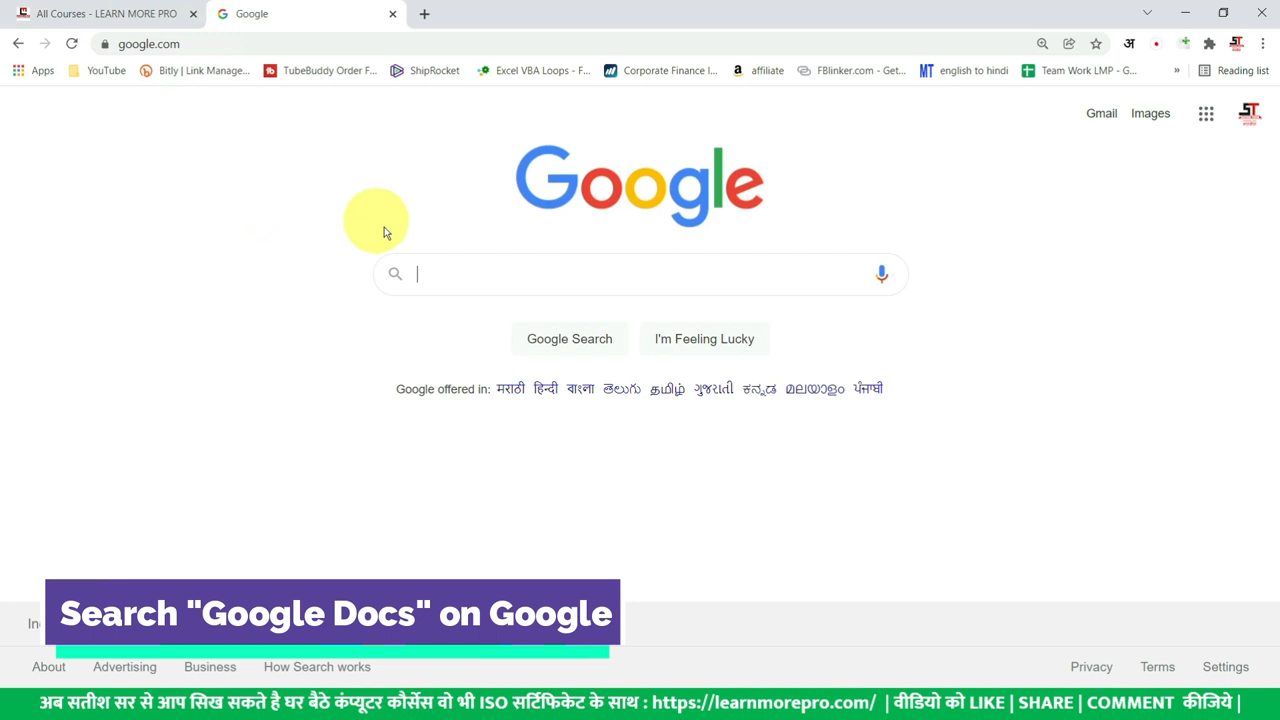 All Courses - LEARN MORE PRO
Google
google.com
Apps
YouTube
Bitly | Link Manage...
TubeBuddy Order F...
ShipRocket
Excel VBA Loops - F...
Corporate Finance I...
affiliate
FBlinker.com - Get...
english to hindi
Team Work LMP - G...
Reading list
Gmail Images
Google
Google Search
I'm Feeling Lucky
Google offered in: मराठी हिन्दी বাংলা తెలుగు தமிழ் ગુજરાતી ಕನ್ನಡ മലയാളം ਪੰਜਾਬੀ
Search "Google Docs" on Google
About Advertising Business How Search works Privacy Terms Settings
अब सतीश सर से आप सिख सकते है घर बैठे कंप्यूटर कौर्सेस वो भी ISO सर्टिफिकेट के साथ : https://learnmorepro.com/ | वीडियो को LIKE | SHARE | COMMENT कीजिये |